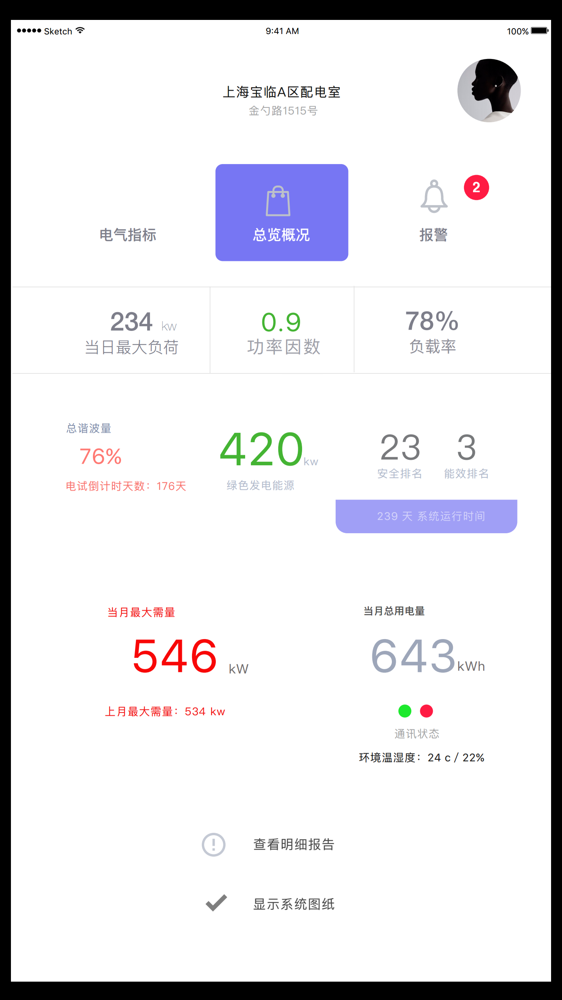 Sketch 9:41 AM 100%
上海宝临A区配电室
金勺路1515号
2
电气指标 总览概况 报警
234 kw 0.9 78%
当日最大负荷 功率因数 负载率
总谐波量
76% 420 kw 23 3
电试倒计时天数：176天 绿色发电能源 安全排名 能效排名
239 天 系统运行时间
当月最大需量 当月总用电量
546 kW 643 kWh
上月最大需量：534 kw
通讯状态
环境温湿度：24 c / 22%
查看明细报告
显示系统图纸